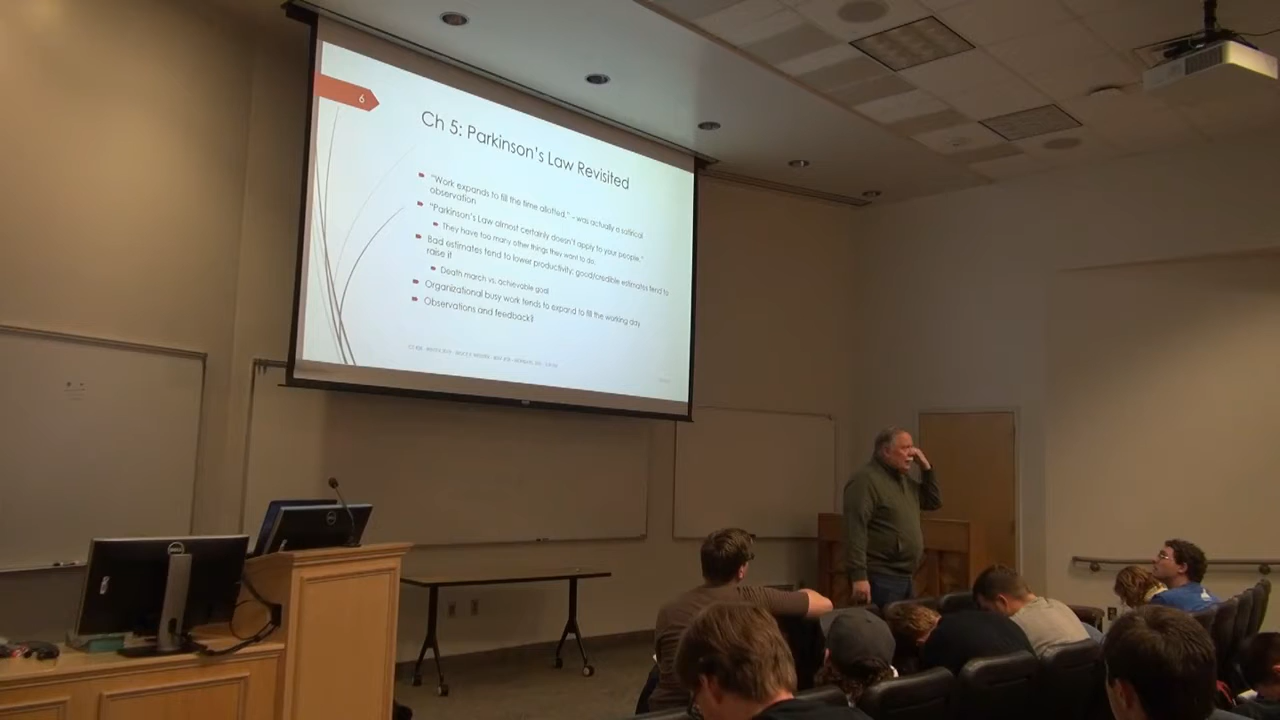 6
Ch 5: Parkinson's Law Revisited
"Work expands to fill the time allotted." - was actually a satirical
observation
"Parkinson's Law almost certainly doesn't apply to your people."
They have too many other things they want to do.
Bad estimates tend to lower productivity; good/credible estimates tend to
raise it
Death march vs. achievable goal
Organizational busy work tends to expand to fill the working day
Observations and feedback?
DELL